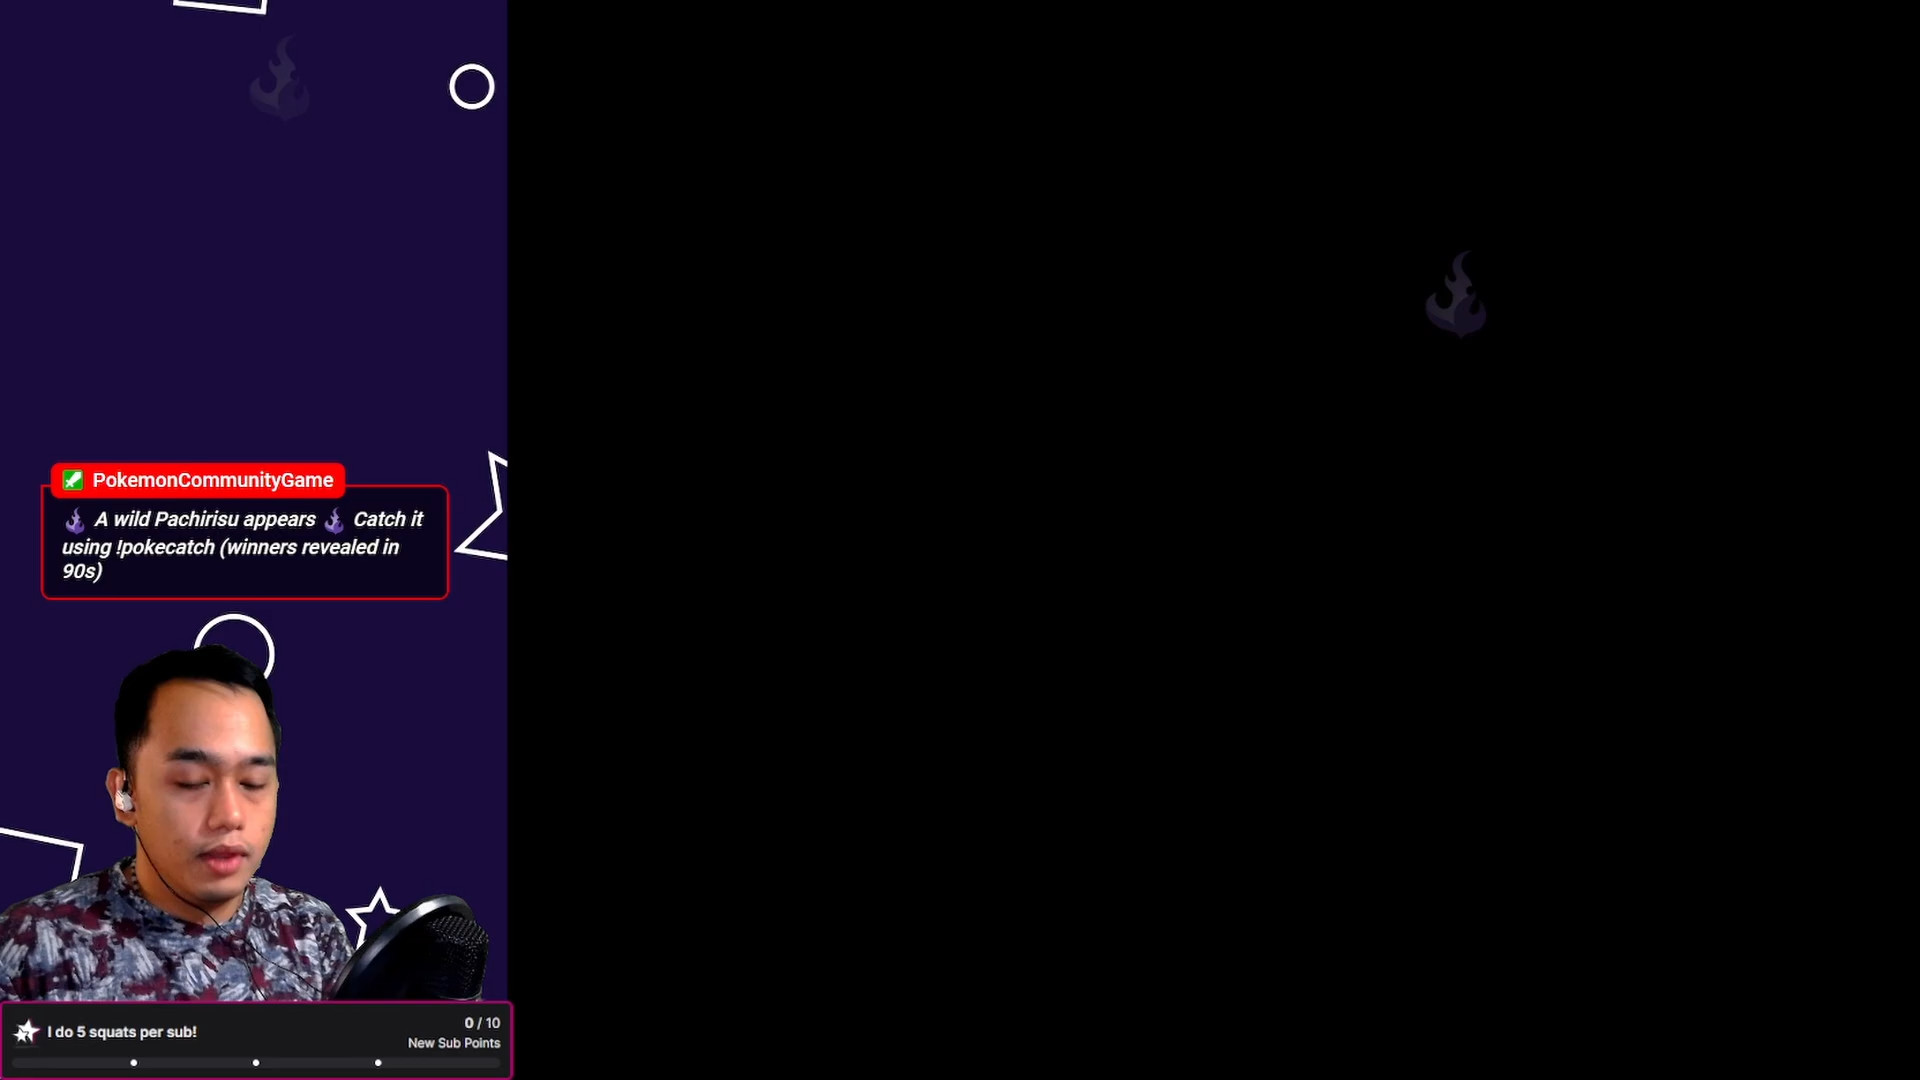 PokemonCommunityGame
A wild Pachirisu appears Catch it
using !pokecatch (winners revealed in
90s)
I do 5 squats per sub!
0 / 10
New Sub Points